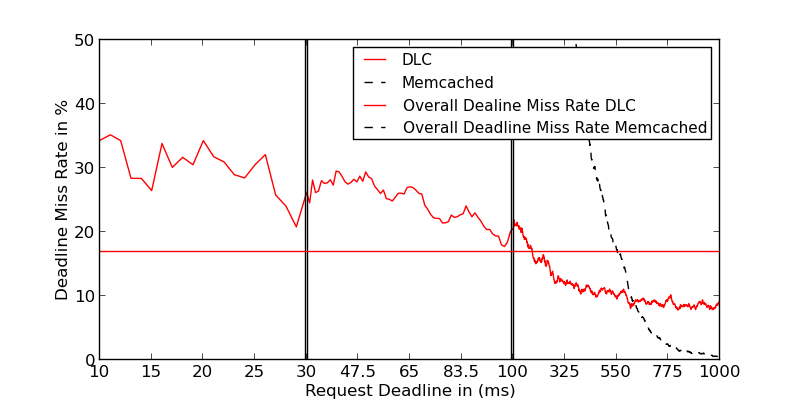 50
40
30
20
10
0
Deadline Miss Rate in %
DLC
Memcached
Overall Dealine Miss Rate DLC
Overall Deadline Miss Rate Memcached
10 15 20 25 30 47.5 65 83.5 100 325 550 775 1000
Request Deadline in (ms)